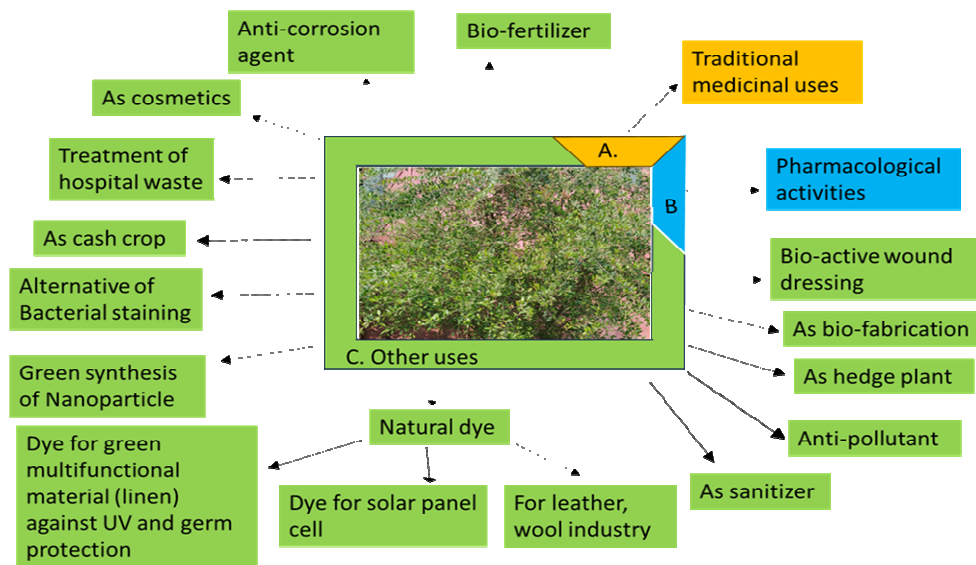 Anti-corrosion
agent
Bio-fertilizer
Traditional
medicinal uses
As cosmetics
A.
Treatment of
hospital waste
Pharmacological
activities
B
As cash crop
Bio-active wound
dressing
Alternative of
Bacterial staining
As bio-fabrication
C. Other uses
Green synthesis
of Nanoparticle
As hedge plant
Natural dye
Anti-pollutant
Dye for green
multifunctional
material (linen)
against UV and germ
protection
Dye for solar panel
cell
For leather,
wool industry
As sanitizer